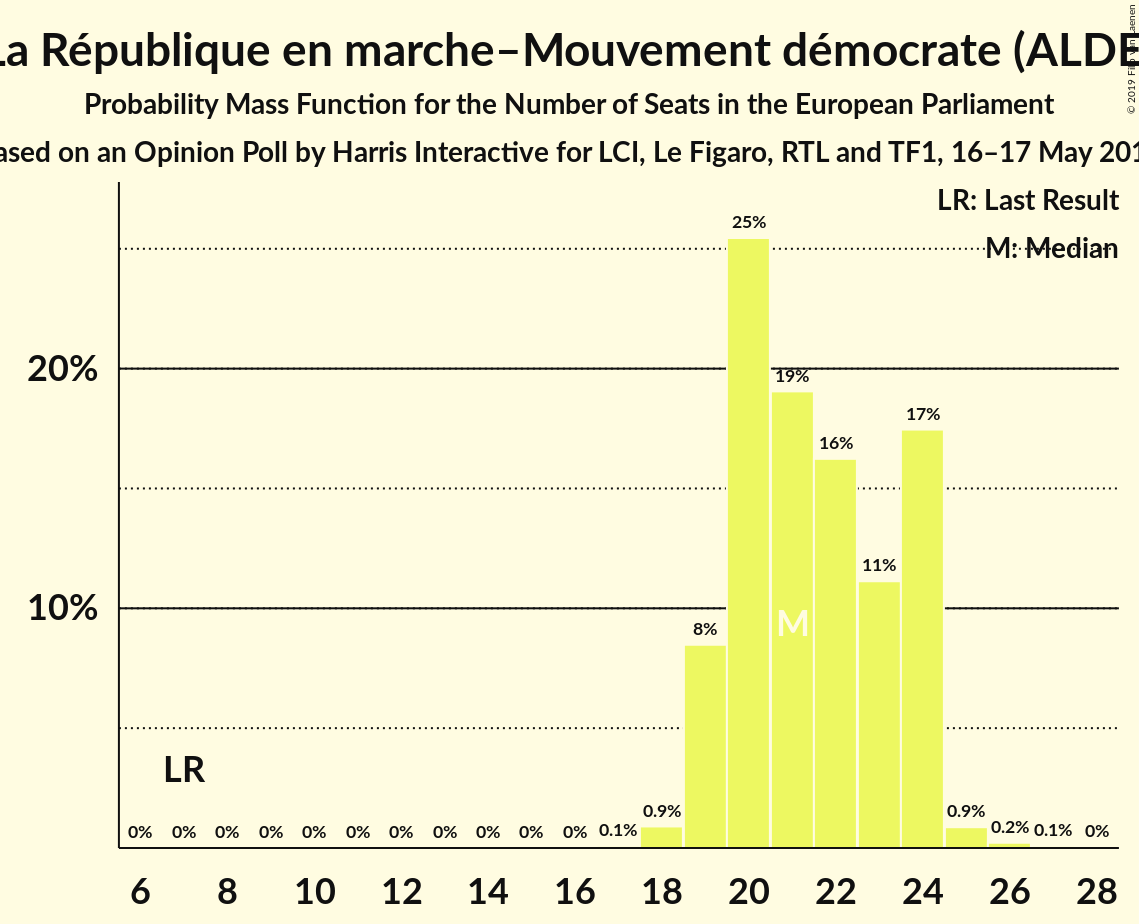 La République en marche–Mouvement démocrate (ALDE
Probability Mass Function for the Number of Seats in the European Parliament
ased on an Opinion Poll by Harris Interactive for LCI, Le Figaro, RTL and TF1, 16–17 May 201
© 2019
LR: Last Result
M: Median
25%
20%
19%
17%
16%
11%
10%
M
8%
LR
0% 0% 0% 0% 0% 0% 0% 0% 0% 0% 0% 0.1% 0.9% 0.9% 0.2% 0.1% 0%
6 8 10 12 14 16 18 20 22 24 26 28